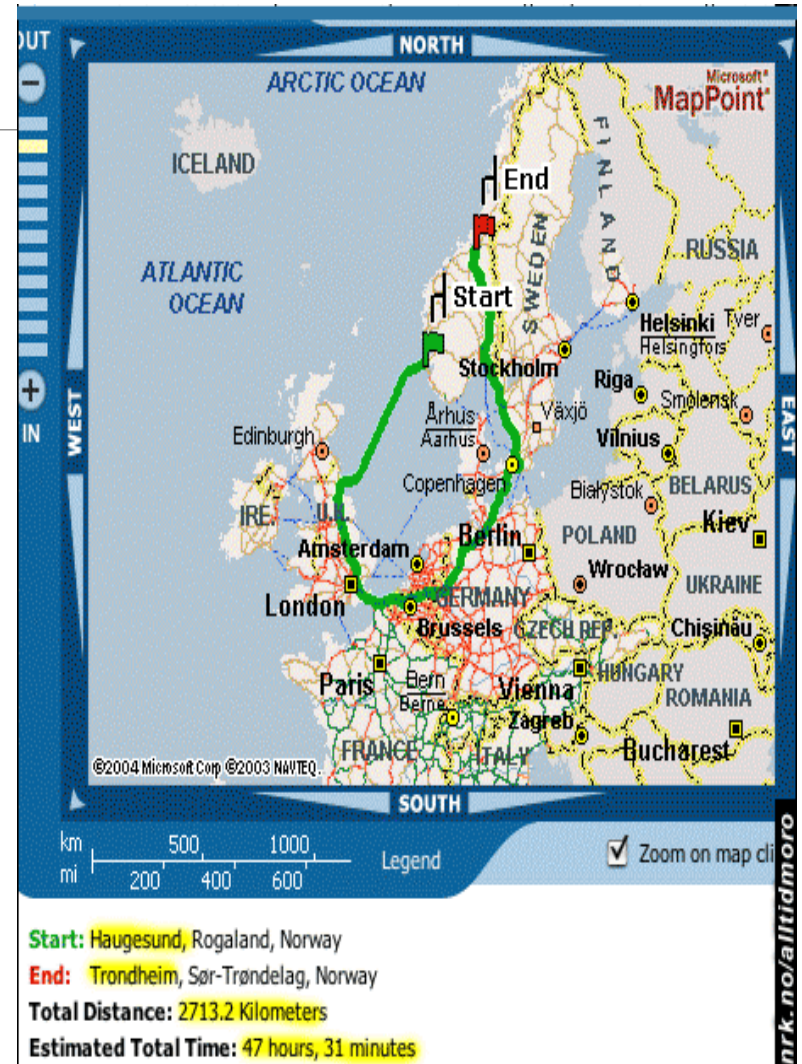 OUT
NORTH
ARCTIC OCEAN
Microsoft®
MapPoint®
ICELAND
FINLAND
End
SWEDEN
RUSSIA
ATLANTIC
OCEAN
Start
Helsinki
Helsingfors
Tver
Stockholm
Riga
Smolensk
IN
WEST
EAST
Århus
Aarhus
Växjö
Edinburgh
Vilnius
Copenhagen
Białystok
BELARUS
IRE.
U.K.
Berlin
POLAND
Kiev
Amsterdam
Wrocław
UKRAINE
London
GERMANY
Brussels
CZECH REP.
Chişinău
Paris
Bern
Berne
Vienna
HUNGARY
ROMANIA
Zagreb
FRANCE
ITALY
Bucharest
©2004 Microsoft Corp ©2003 NAVTEQ.
SOUTH
km 500 1000
mi 200 400 600
Legend
Zoom on map cli
nrk.no/alltidmoro
Start: Haugesund, Rogaland, Norway
End: Trondheim, Sør-Trøndelag, Norway
Total Distance: 2713.2 Kilometers
Estimated Total Time: 47 hours, 31 minutes